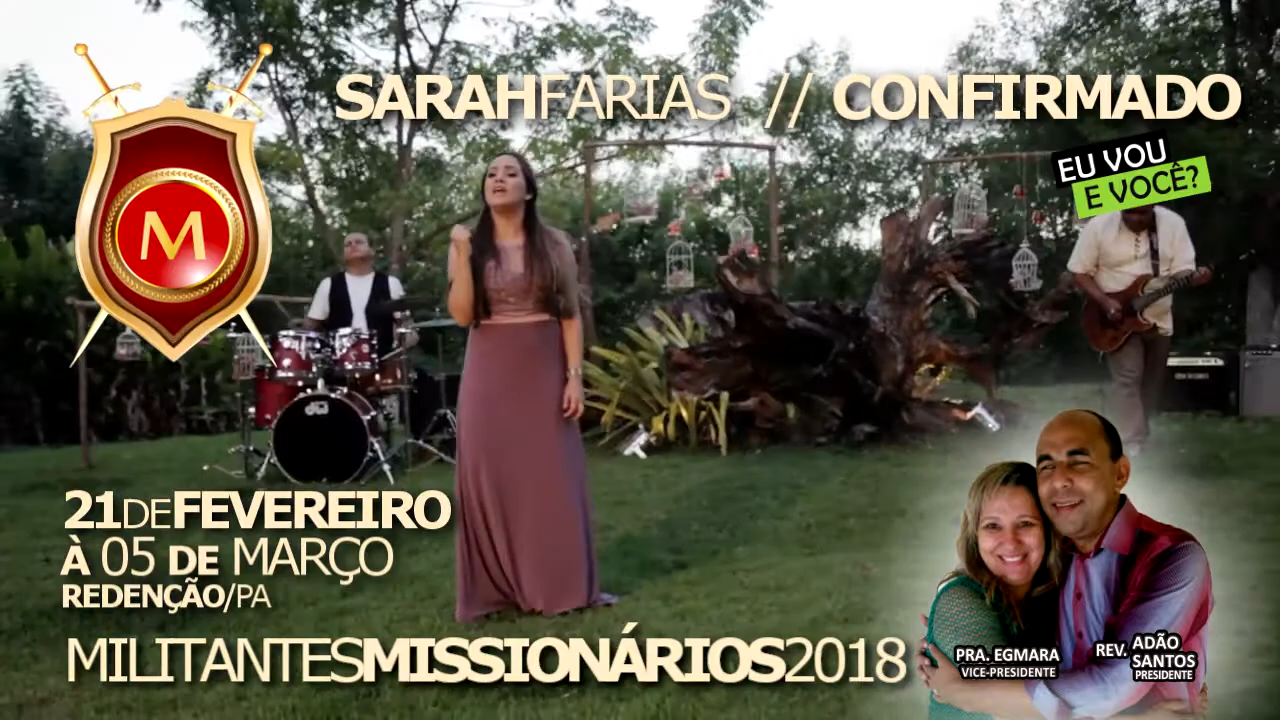 SARAHFARIAS // CONFIRMADO
EU VOU
E VOCÊ?
M
21DEFEVEREIRO
À 05 DE MARÇO
REDENÇÃO/PA
MILITANTESMISSIONÁRIOS2018
PRA. EGMARA
VICE-PRESIDENTE
REV. ADÃO
SANTOS
PRESIDENTE